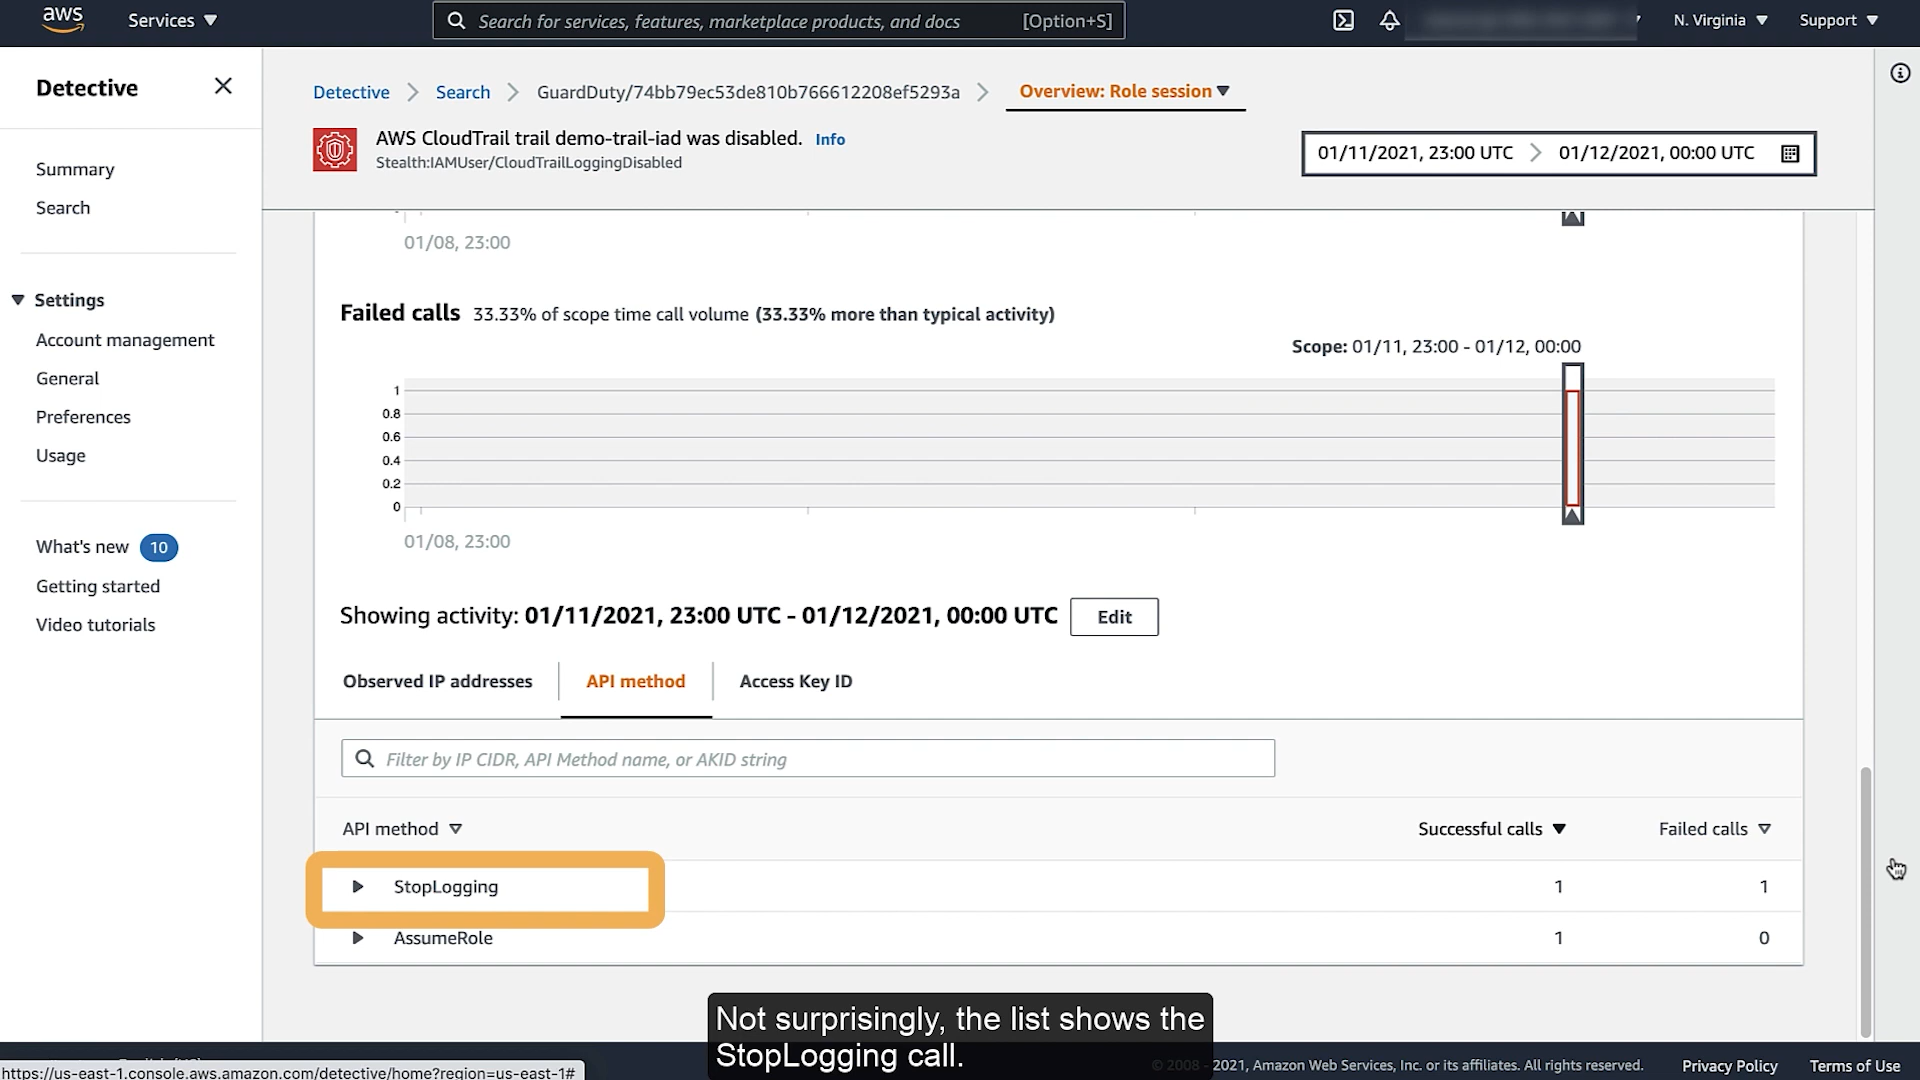 aws
Services
Search for services, features, marketplace products, and docs [Option+S]
N. Virginia
Support
Detective
Summary
Search
Settings
Account management
General
Preferences
Usage
What's new 10
Getting started
Video tutorials
Detective Search GuardDuty/74bb79ec53de810b766612208ef5293a Overview: Role session
AWS CloudTrail trail demo-trail-iad was disabled. Info
Stealth:IAMUser/CloudTrailLoggingDisabled
01/11/2021, 23:00 UTC 01/12/2021, 00:00 UTC
01/08, 23:00
Failed calls 33.33% of scope time call volume (33.33% more than typical activity)
Scope: 01/11, 23:00 - 01/12, 00:00
1
0.8
0.6
0.4
0.2
0
01/08, 23:00
Showing activity: 01/11/2021, 23:00 UTC - 01/12/2021, 00:00 UTC Edit
Observed IP addresses API method Access Key ID
Filter by IP CIDR, API Method name, or AKID string
API method Successful calls Failed calls
StopLogging 1 1
AssumeRole 1 0
Not surprisingly, the list shows the
StopLogging call.
https://us-east-1.console.aws.amazon.com/detective/home?region=us-east-1#
© 2008 - 2021, Amazon Web Services, Inc. or its affiliates. All rights reserved. Privacy Policy Terms of Use